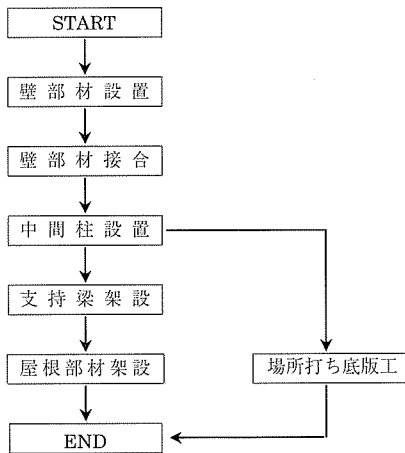 START
壁部材設置
壁部材接合
中間柱設置
支持梁架設
屋根部材架設
場所打ち底版工
END